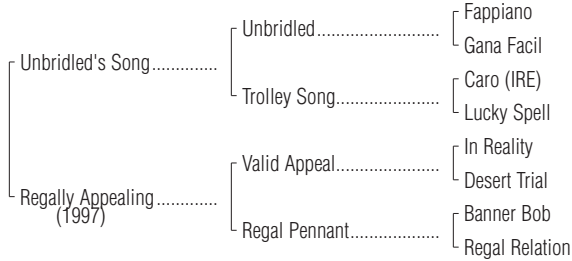 Fappiano
Unbridled..............................
Gana Facil
Unbridled's Song.............
Caro (IRE)
Trolley Song.........................
Lucky Spell
In Reality
Valid Appeal.........................
Desert Trial
Regally Appealing............
(1997)
Banner Bob
Regal Pennant.....................
Regal Relation